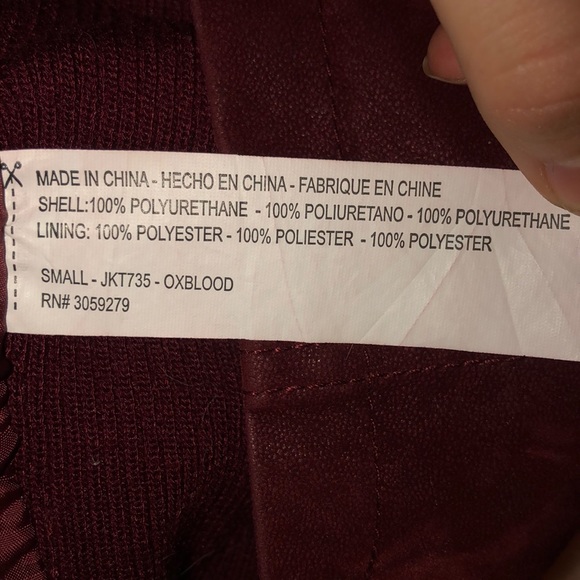 MADE IN CHINA - HECHO EN CHINA - FABRIQUE EN CHINE
SHELL:100% POLYURETHANE - 100% POLIURETANO - 100% POLYURETHANE
LINING: 100% POLYESTER - 100% POLIESTER - 100% POLYESTER
SMALL - JKT735 - OXBLOOD
RN# 3059279